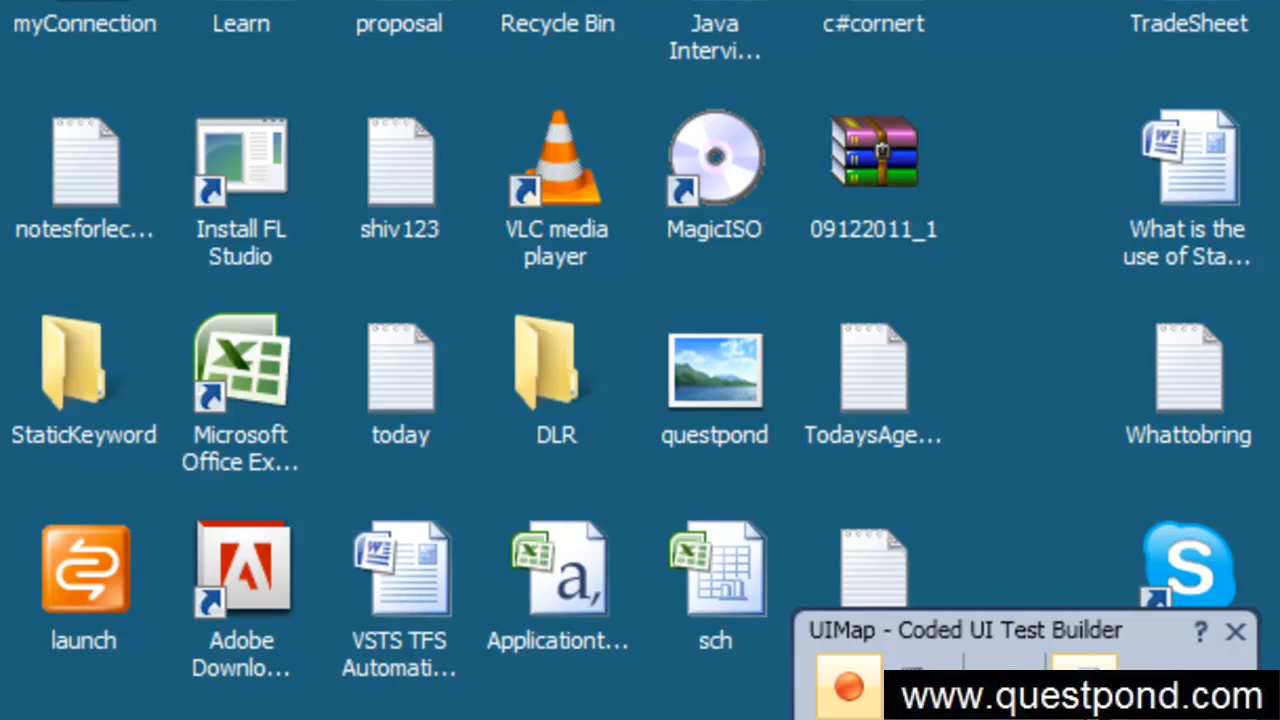 myConnection
Learn
proposal
Recycle Bin
Java
Intervi...
c#cornert
TradeSheet
notesforlec...
Install FL
Studio
shiv123
VLC media
player
MagicISO
09122011_1
What is the
use of Sta...
StaticKeyword
Microsoft
Office Ex...
today
DLR
questpond
TodaysAge...
Whattobring
launch
Adobe
Downlo...
VSTS TFS
Automati...
Applicationt...
sch
UIMap - Coded UI Test Builder
www.questpond.com